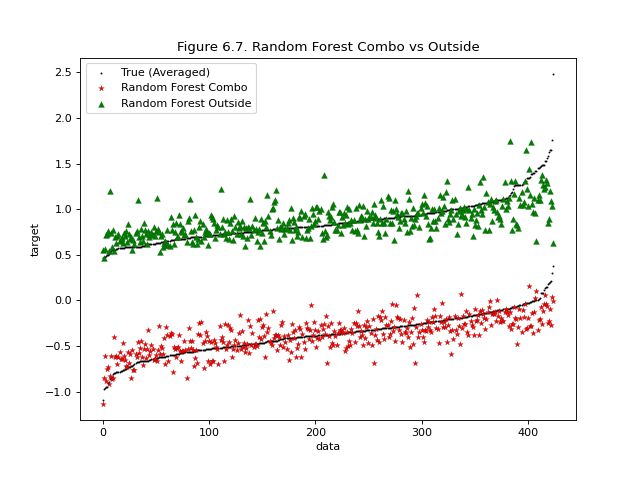 Figure 6.7. Random Forest Combo vs Outside
True (Averaged)
Random Forest Combo
Random Forest Outside
2.5
2.0
1.5
1.0
0.5
0.0
−0.5
−1.0
target
0 100 200 300 400
data